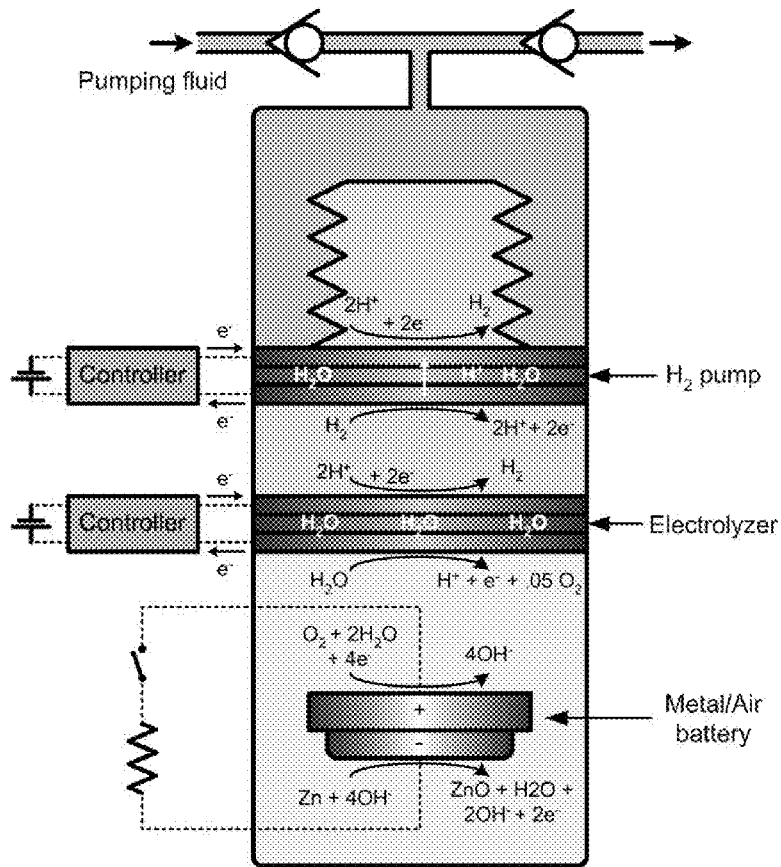 Pumping fluid
2H⁺ + 2e⁻
H₂
e⁻
Controller
H₂O
H⁺
H₂O
H₂ pump
e⁻
H₂
2H⁺ + 2e⁻
2H⁺ + 2e⁻
H₂
e⁻
Controller
H₂O
H₂O
H₂O
Electrolyzer
e⁻
H₂O
H⁺ + e⁻ + .05 O₂
O₂ + 2H₂O
+ 4e⁻
4OH⁻
+
Metal/Air
battery
-
Zn + 4OH⁻
ZnO + H2O +
2OH⁻ + 2e⁻